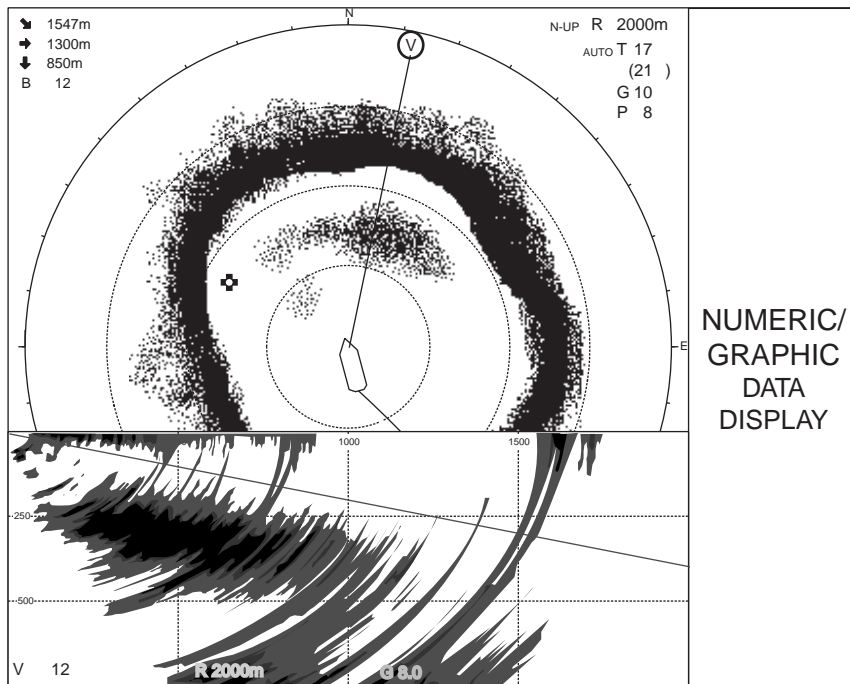 1547m
1300m
850m
B 12
N
V
N-UP R 2000m
AUTO T 17
(21 )
G 10
P 8
E
NUMERIC/
GRAPHIC
DATA
DISPLAY
1000
1500
250
500
V 12
R 2000m
G 8.0